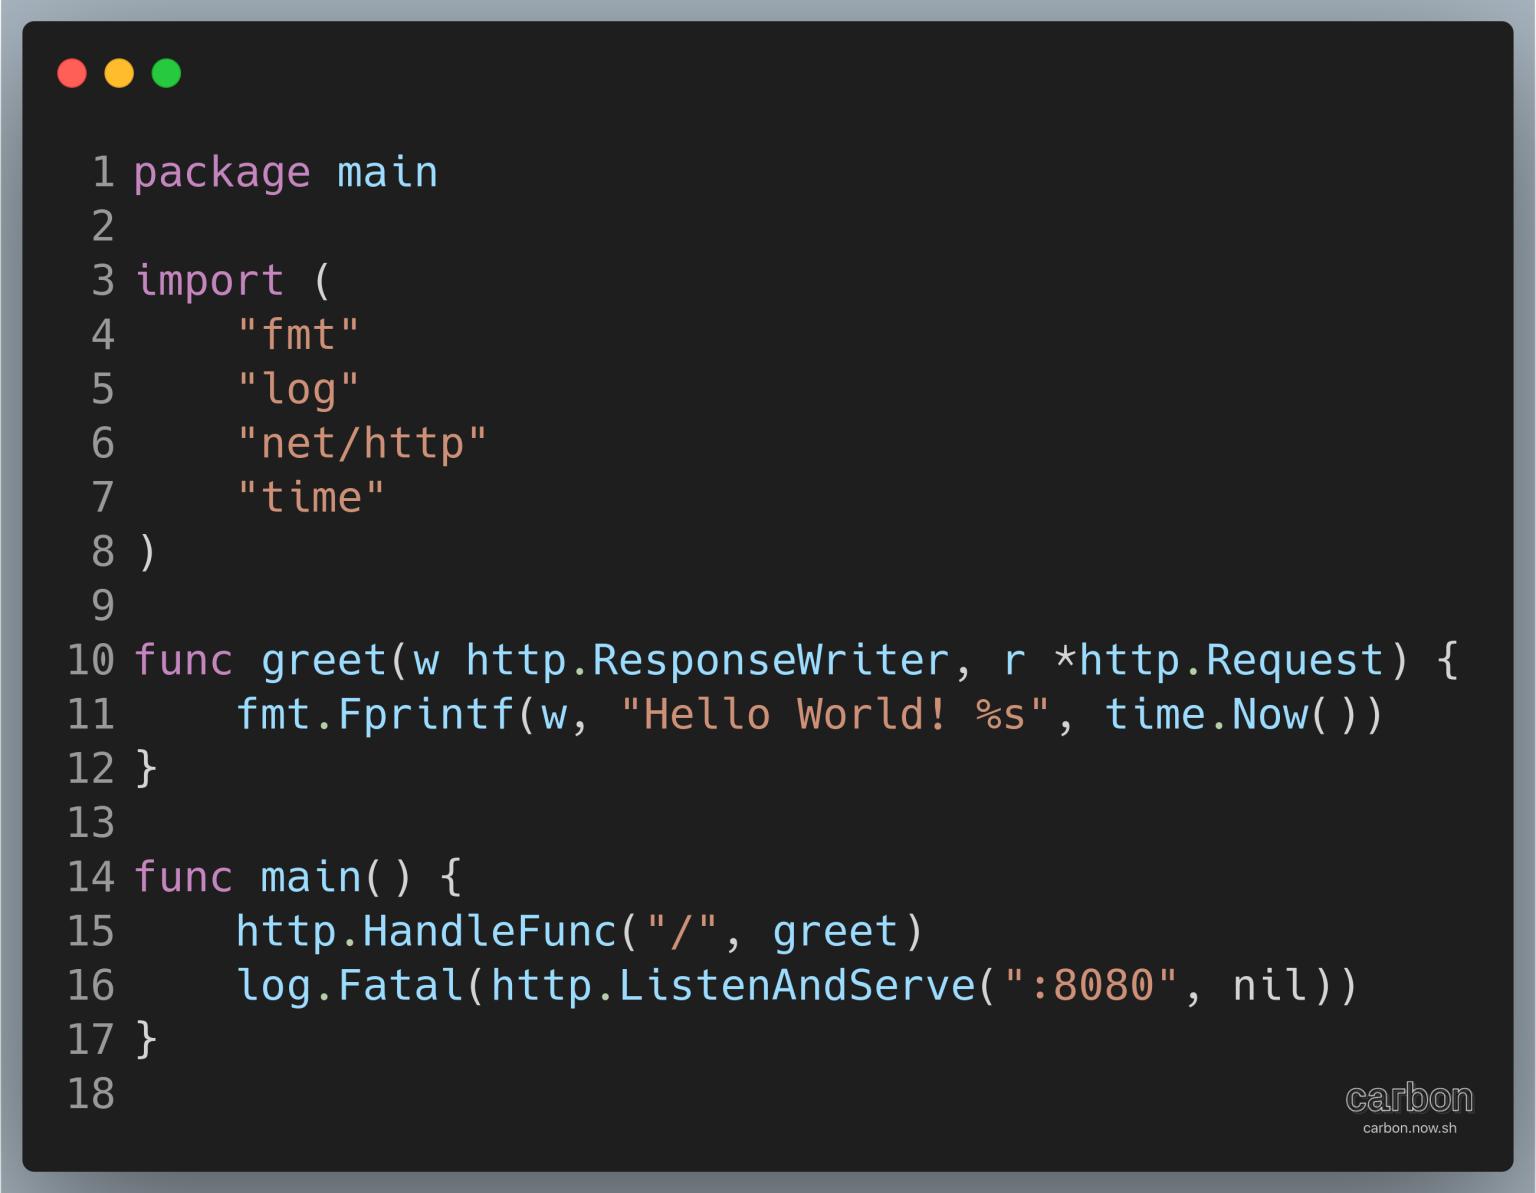 1 package main
2
3 import (
4     "fmt"
5     "log"
6     "net/http"
7     "time"
8 )
9
10 func greet(w http.ResponseWriter, r *http.Request) {
11     fmt.Fprintf(w, "Hello World! %s", time.Now())
12 }
13
14 func main() {
15     http.HandleFunc("/", greet)
16     log.Fatal(http.ListenAndServe(":8080", nil))
17 }
18
carbon
carbon.now.sh